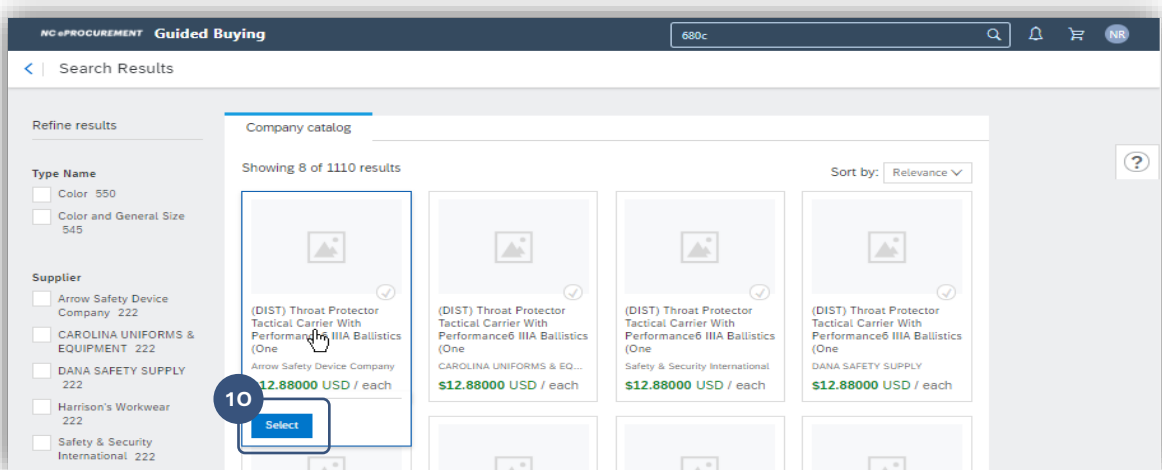 NC ePROCUREMENT Guided Buying
680c
NR
< | Search Results
Refine results
Type Name
Color 550
Color and General Size
545
Supplier
Arrow Safety Device
Company 222
CAROLINA UNIFORMS &
EQUIPMENT 222
DANA SAFETY SUPPLY
222
Harrison's Workwear
222
Safety & Security
International 222
Company catalog
Showing 8 of 1110 results
Sort by: Relevance
(DIST) Throat Protector
Tactical Carrier With
Performance6 IIIA Ballistics
(One
Arrow Safety Device Company
$12.88000 USD / each
10
Select
(DIST) Throat Protector
Tactical Carrier With
Performance6 IIIA Ballistics
(One
CAROLINA UNIFORMS & EQ...
$12.88000 USD / each
(DIST) Throat Protector
Tactical Carrier With
Performance6 IIIA Ballistics
(One
Safety & Security International
$12.88000 USD / each
(DIST) Throat Protector
Tactical Carrier With
Performance6 IIIA Ballistics
(One
DANA SAFETY SUPPLY
$12.88000 USD / each
?